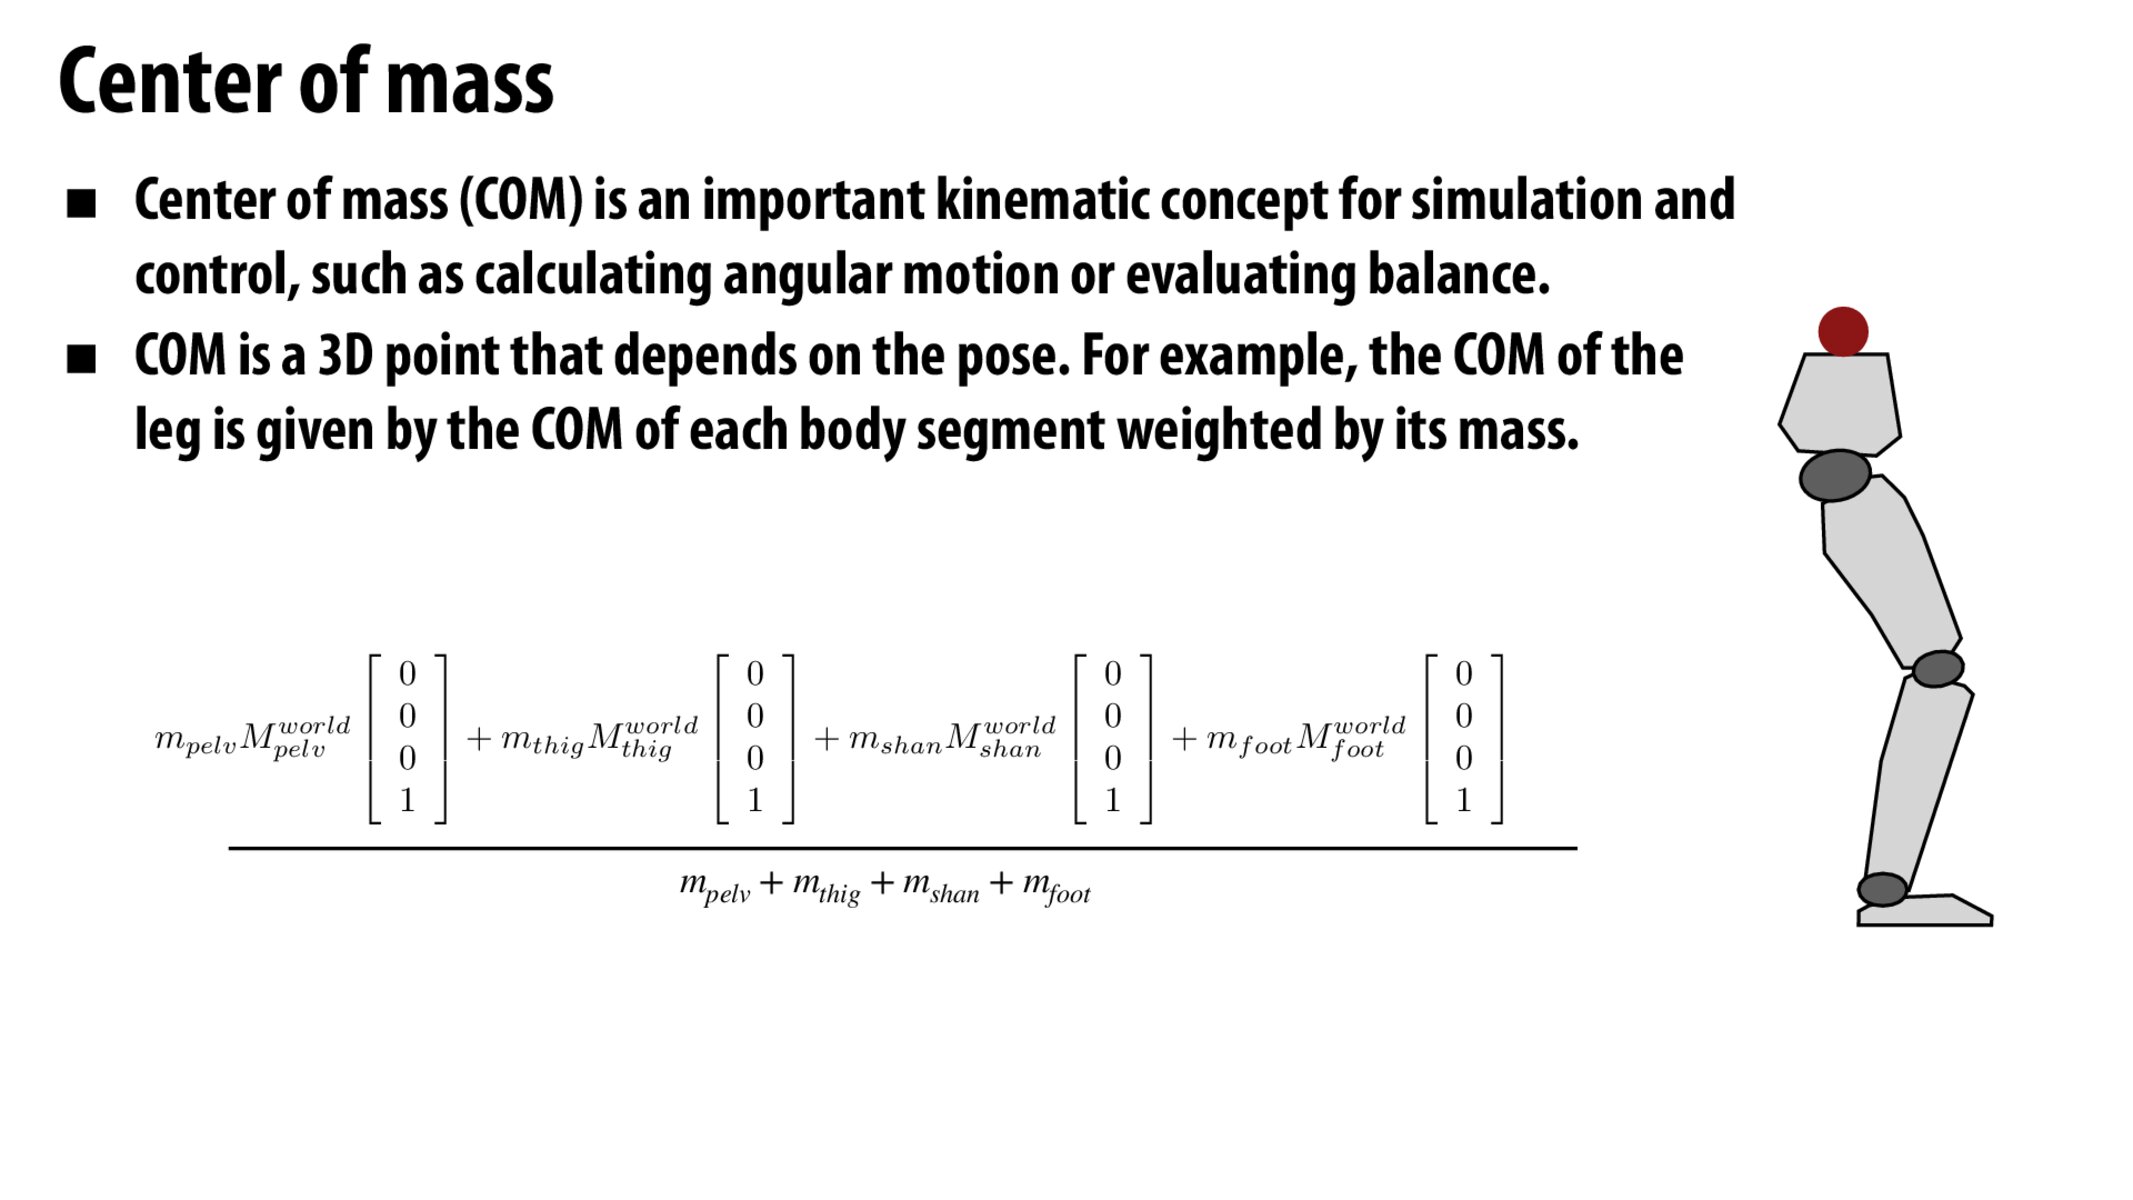 Center of mass
■ Center of mass (COM) is an important kinematic concept for simulation and
control, such as calculating angular motion or evaluating balance.
■ COM is a 3D point that depends on the pose. For example, the COM of the
leg is given by the COM of each body segment weighted by its mass.
$\dfrac{m_{pelv}M_{pelv}^{world}\begin{bmatrix}0\\0\\0\\1\end{bmatrix}+m_{thig}M_{thig}^{world}\begin{bmatrix}0\\0\\0\\1\end{bmatrix}+m_{shan}M_{shan}^{world}\begin{bmatrix}0\\0\\0\\1\end{bmatrix}+m_{foot}M_{foot}^{world}\begin{bmatrix}0\\0\\0\\1\end{bmatrix}}{m_{pelv}+m_{thig}+m_{shan}+m_{foot}}$